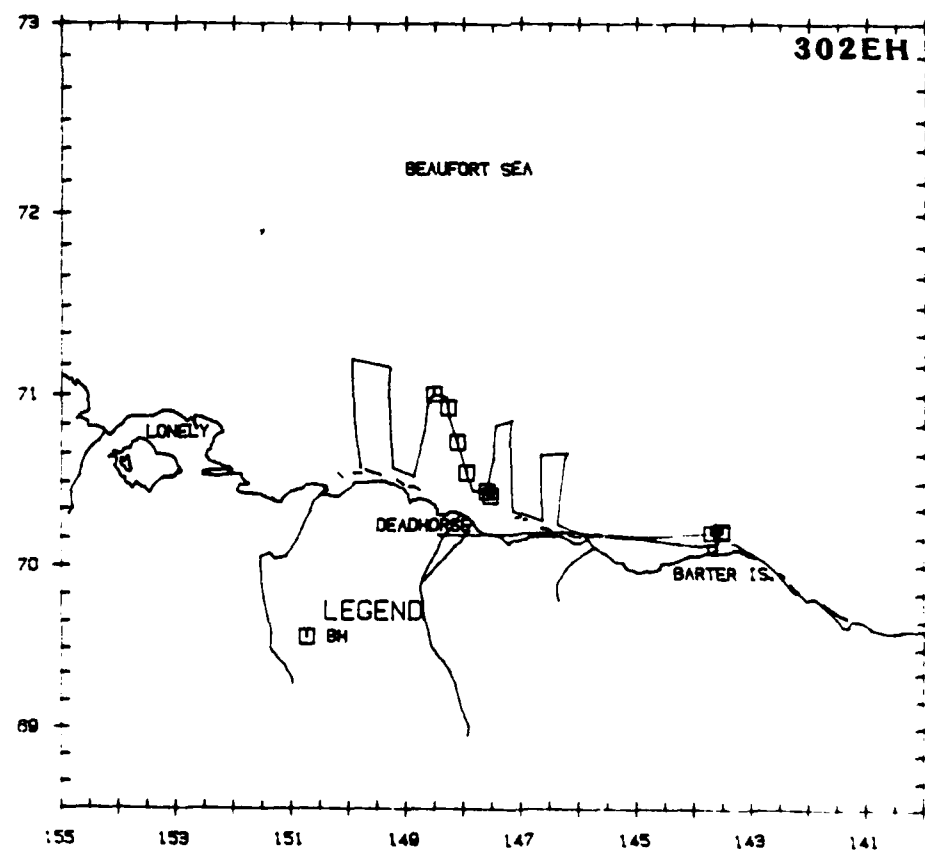 73
302EH
BEAUFORT SEA
72
71
LONELY
DEADHORSE
70
BARTER IS.
LEGEND
BH
69
155 153 151 149 147 145 143 141